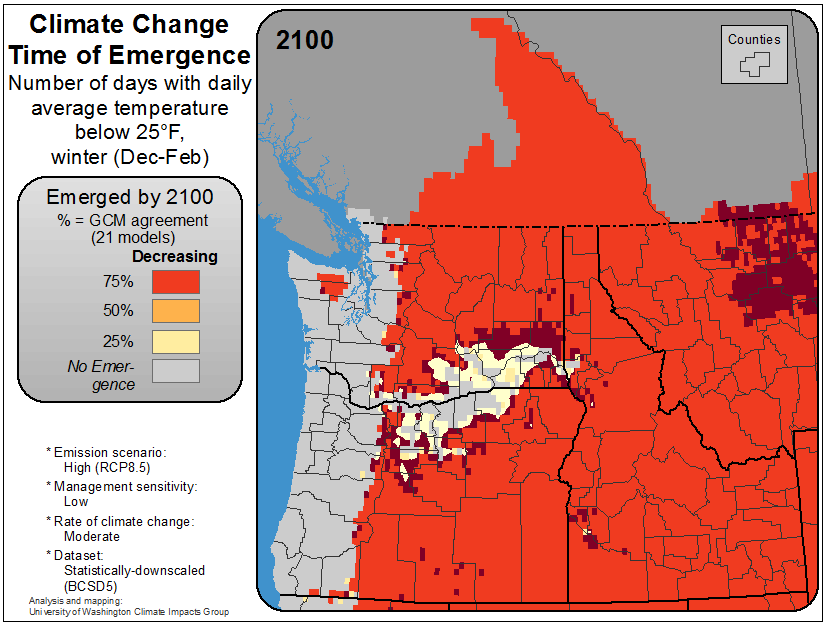 Climate Change
Time of Emergence
Number of days with daily
average temperature
below 25°F,
winter (Dec-Feb)
Emerged by 2100
% = GCM agreement
(21 models)
Decreasing
75%
50%
25%
No Emer-
gence
* Emission scenario:
High (RCP8.5)
* Management sensitivity:
Low
* Rate of climate change:
Moderate
* Dataset:
Statistically-downscaled
(BCSD5)
Analysis and mapping:
University of Washington Climate Impacts Group
2100
Counties